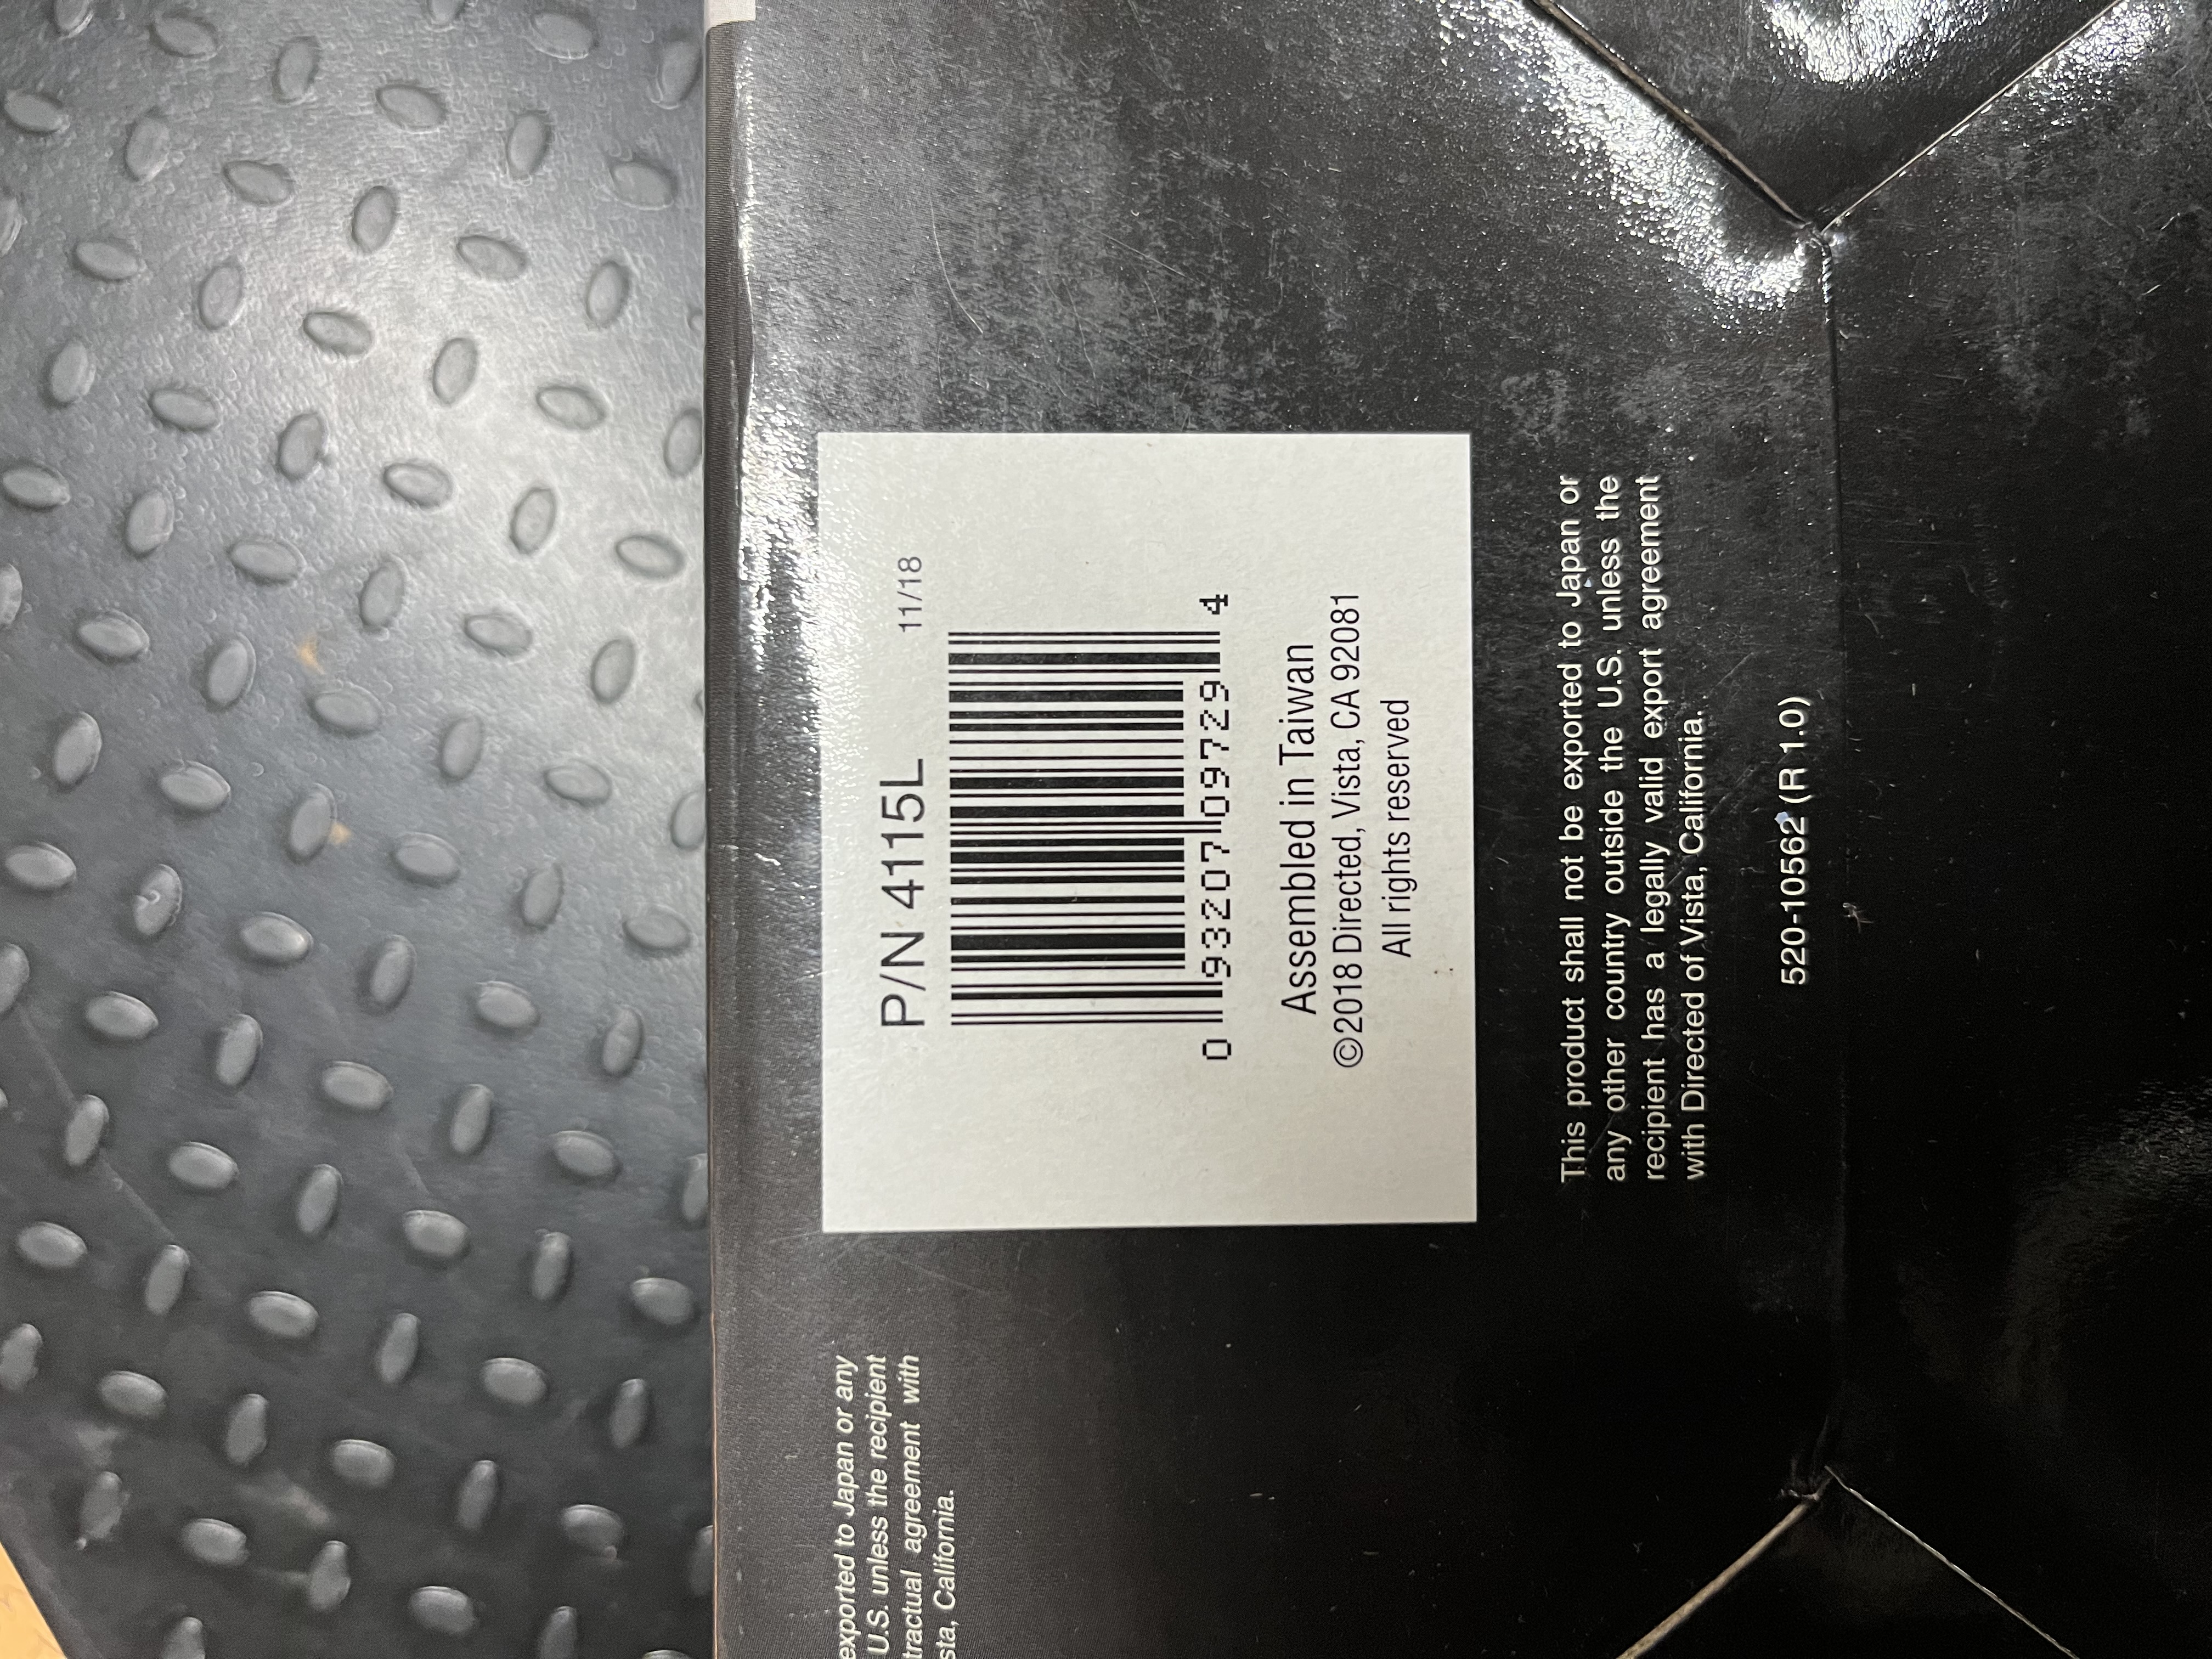 P/N 4115L 11/18
0 93207 09729 4
Assembled in Taiwan
©2018 Directed, Vista, CA 92081
All rights reserved
This product shall not be exported to Japan or
any other country outside the U.S. unless the
recipient has a legally valid export agreement
with Directed of Vista, California.
520-10562 (R 1.0)
exported to Japan or any
U.S. unless the recipient
tractual agreement with
sta, California.